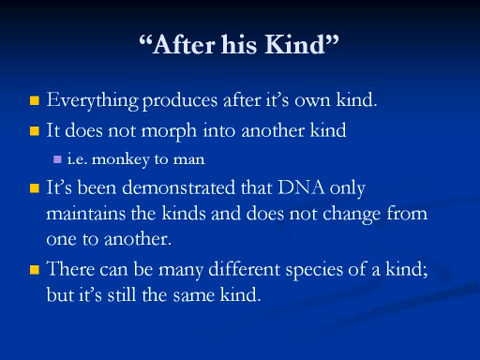 “After his Kind”
Everything produces after it’s own kind.
It does not morph into another kind
i.e. monkey to man
It’s been demonstrated that DNA only
maintains the kinds and does not change from
one to another.
There can be many different species of a kind;
but it’s still the same kind.